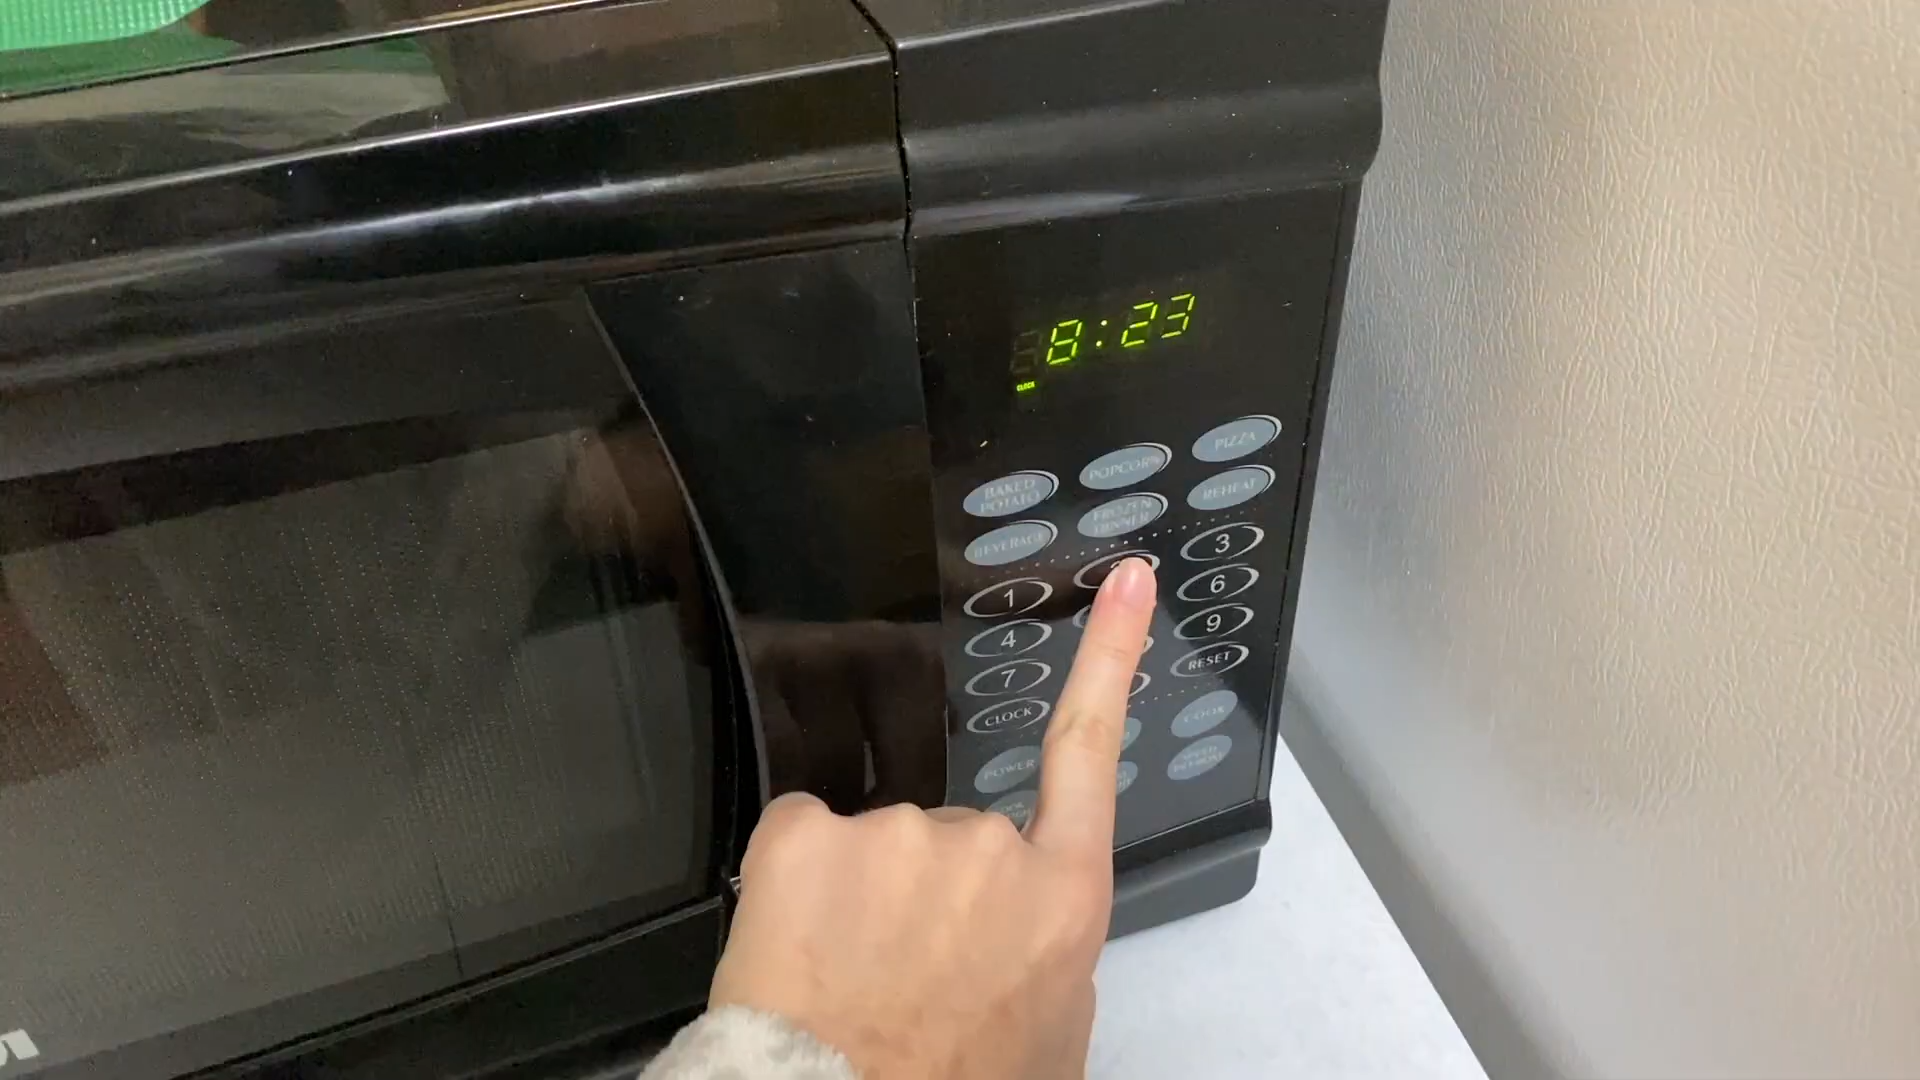 8:23
CLOCK
BAKED
POTATO
POPCORN
PIZZA
BEVERAGE
FROZEN
DINNER
REHEAT
1
3
4
6
7
9
CLOCK
RESET
POWER
COOK